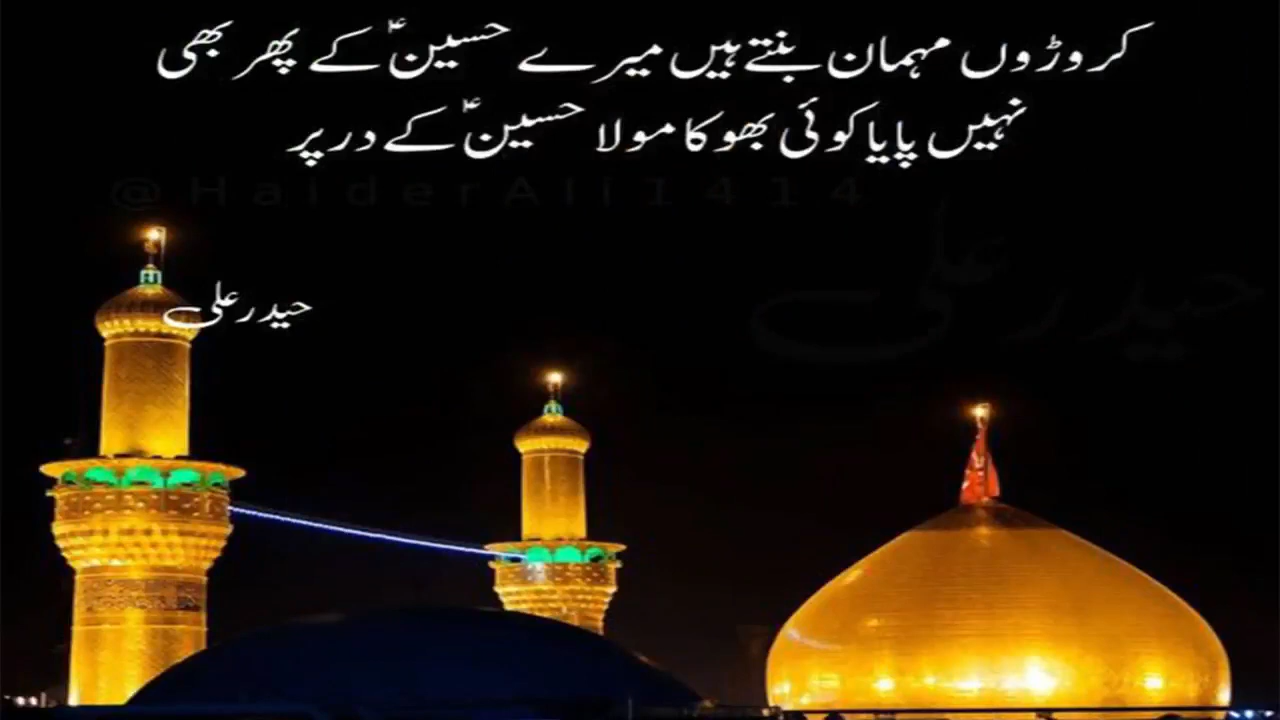 کروڑوں مہمان بنتے ہیں میرے حسینؑ کے پھر بھی
نہیں پایا کوئی بھوکا مولا حسینؑ کے در پر
@HaiderAli1414
حیدر علی
حیدر علی